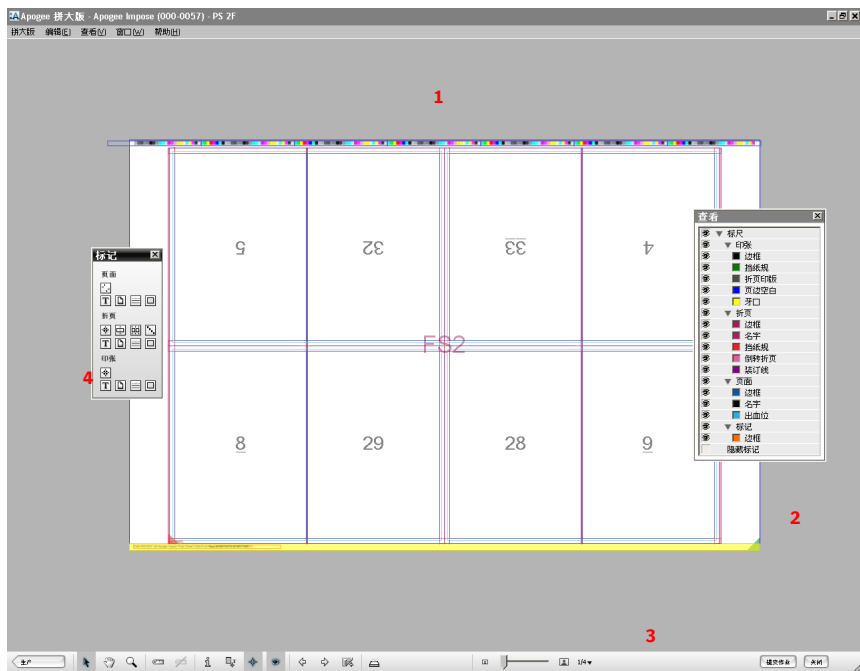 Apogee 拼大版 - Apogee Impose (000-0057) - PS 2F
拼大版 编辑(E) 查看(V) 窗口(W) 帮助(H)
1
5 32 33 4
FS2
8 29 28 9
标记
页面
折页
印张
4
查看
标尺
印张
边框
挡纸规
折页印版
页边空白
牙口
折页
边框
名字
挡纸规
倒转折页
装订线
页面
边框
名字
出血位
标记
边框
隐藏标记
2
3
生产
1/4
提交作业 关闭